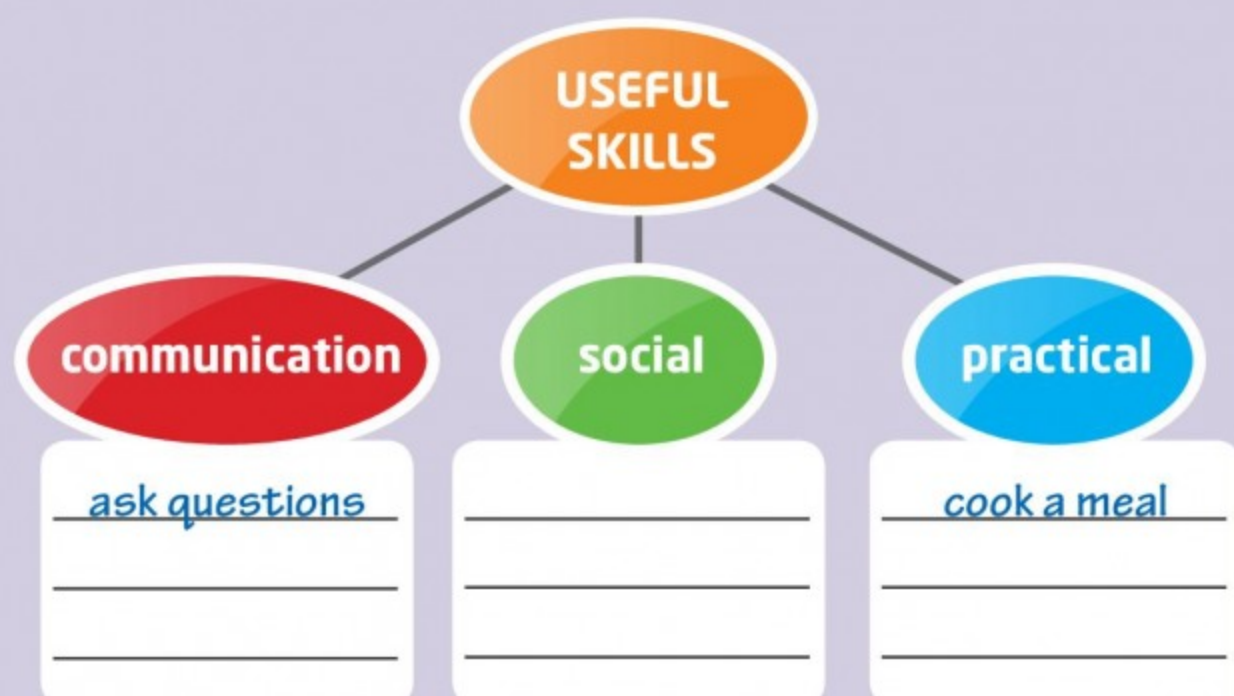 USEFUL
SKILLS
communication
social
practical
ask questions
cook a meal